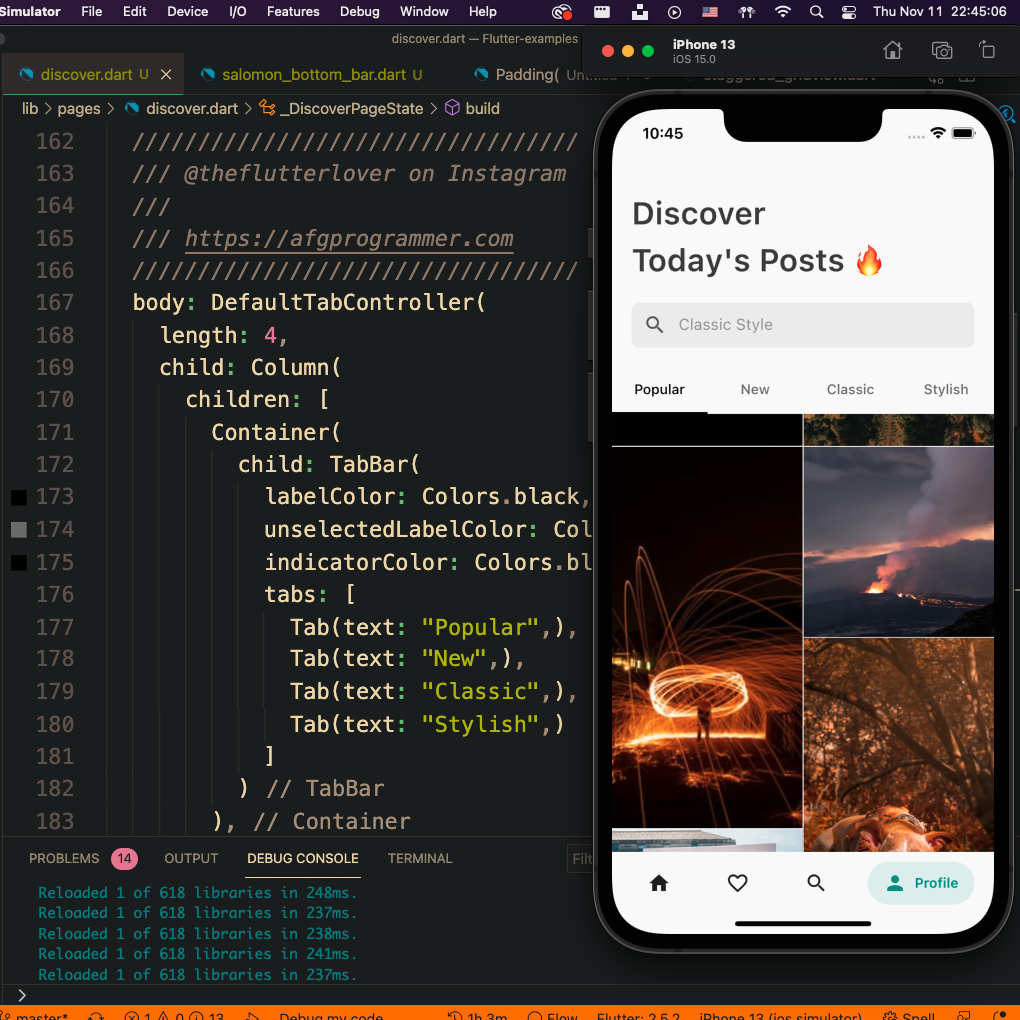 Simulator File Edit Device I/O Features Debug Window Help Thu Nov 11 22:45:06
discover.dart — Flutter-examples
discover.dart U
salomon_bottom_bar.dart U
Padding( Untitled-1
staggered_gridview.dart
lib > pages > discover.dart > _DiscoverPageState > build
162 //////////////////////////////////
163 /// @theflutterlover on Instagram
164 ///
165 /// https://afgprogrammer.com
166 //////////////////////////////////
167 body: DefaultTabController(
168 length: 4,
169 child: Column(
170 children: [
171 Container(
172 child: TabBar(
173 labelColor: Colors.black,
174 unselectedLabelColor: Col
175 indicatorColor: Colors.bl
176 tabs: [
177 Tab(text: "Popular",),
178 Tab(text: "New",),
179 Tab(text: "Classic",),
180 Tab(text: "Stylish",)
181 ]
182 ) // TabBar
183 ), // Container
PROBLEMS 14 OUTPUT DEBUG CONSOLE TERMINAL Filt
Reloaded 1 of 618 libraries in 248ms.
Reloaded 1 of 618 libraries in 237ms.
Reloaded 1 of 618 libraries in 238ms.
Reloaded 1 of 618 libraries in 241ms.
Reloaded 1 of 618 libraries in 237ms.
master* 1 0 13 Debug my code 1h 3m Flow Flutter: 2.5.2 iPhone 13 (ios simulator) Spell
iPhone 13
iOS 15.0
10:45
Discover
Today's Posts 🔥
Classic Style
Popular New Classic Stylish
Profile